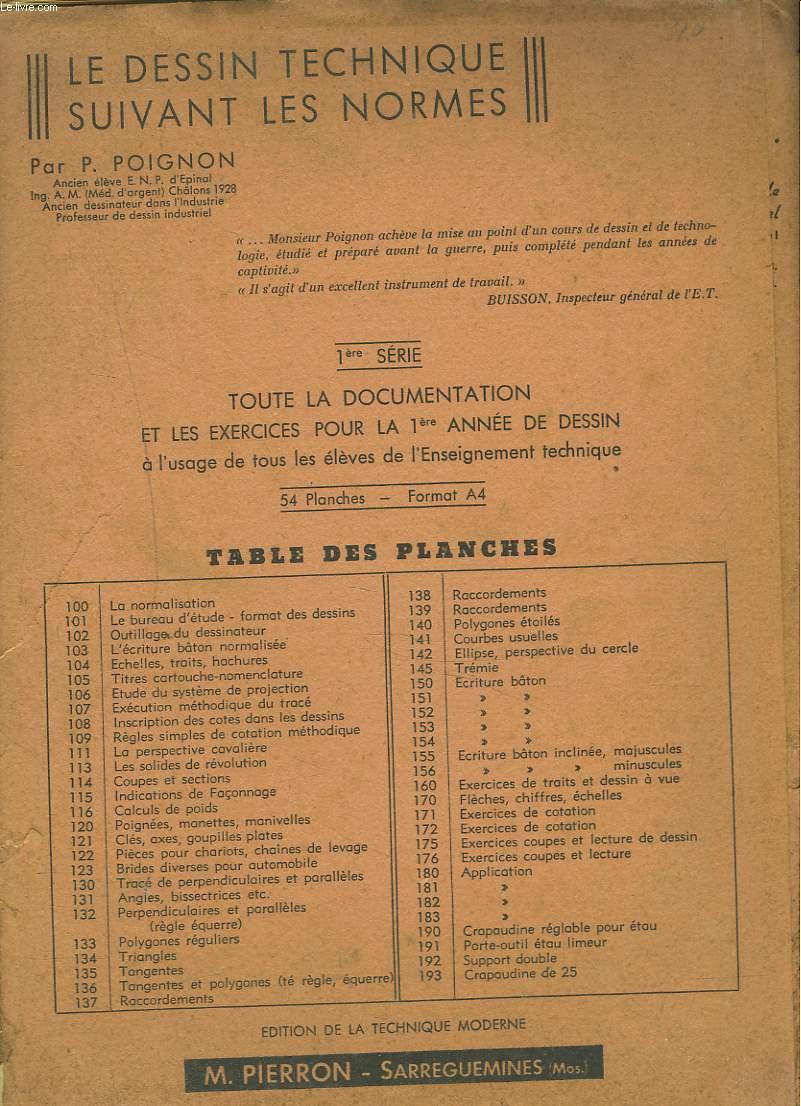 Le-livre.com
LE DESSIN TECHNIQUE
SUIVANT LES NORMES
Par P. POIGNON
Ancien élève E. N. P. d'Epinal
Ing. A. M. (Méd. d'argent) Châlons 1928
Ancien dessinateur dans l'Industrie
Professeur de dessin industriel
« ... Monsieur Poignon achève la mise au point d'un cours de dessin et de techno-
logie, étudié et préparé avant la guerre, puis complété pendant les années de
captivité.»
« Il s'agit d'un excellent instrument de travail. »
BUISSON, Inspecteur général de l'E.T.
1ère SÉRIE
TOUTE LA DOCUMENTATION
ET LES EXERCICES POUR LA 1ère ANNÉE DE DESSIN
à l'usage de tous les élèves de l'Enseignement technique
54 Planches — Format A4
TABLE DES PLANCHES
100 La normalisation
101 Le bureau d'étude - format des dessins
102 Outillage du dessinateur
103 L'écriture bâton normalisée
104 Echelles, traits, hachures
105 Titres cartouche-nomenclature
106 Etude du système de projection
107 Exécution méthodique du tracé
108 Inscription des cotes dans les dessins
109 Règles simples de cotation méthodique
111 La perspective cavalière
113 Les solides de révolution
114 Coupes et sections
115 Indications de Façonnage
116 Calculs de poids
120 Poignées, manettes, manivelles
121 Clés, axes, goupilles plates
122 Pièces pour chariots, chaînes de levage
123 Brides diverses pour automobile
130 Tracé de perpendiculaires et parallèles
131 Angles, bissectrices etc.
132 Perpendiculaires et parallèles
(règle équerre)
133 Polygones réguliers
134 Triangles
135 Tangentes
136 Tangentes et polygones (té règle, équerre)
137 Raccordements
138 Raccordements
139 Raccordements
140 Polygones étoilés
141 Courbes usuelles
142 Ellipse, perspective du cercle
145 Trémie
150 Ecriture bâton
151 » »
152 » »
153 » »
154 » »
155 Ecriture bâton inclinée, majuscules
156 » » » minuscules
160 Exercices de traits et dessin à vue
170 Flèches, chiffres, échelles
171 Exercices de cotation
172 Exercices de cotation
175 Exercices coupes et lecture de dessin
176 Exercices coupes et lecture
180 Application
181 »
182 »
183 »
190 Crapaudine réglable pour étau
191 Porte-outil étau limeur
192 Support double
193 Crapaudine de 25
EDITION DE LA TECHNIQUE MODERNE
M. PIERRON - SARREGUEMINES (Mos.)